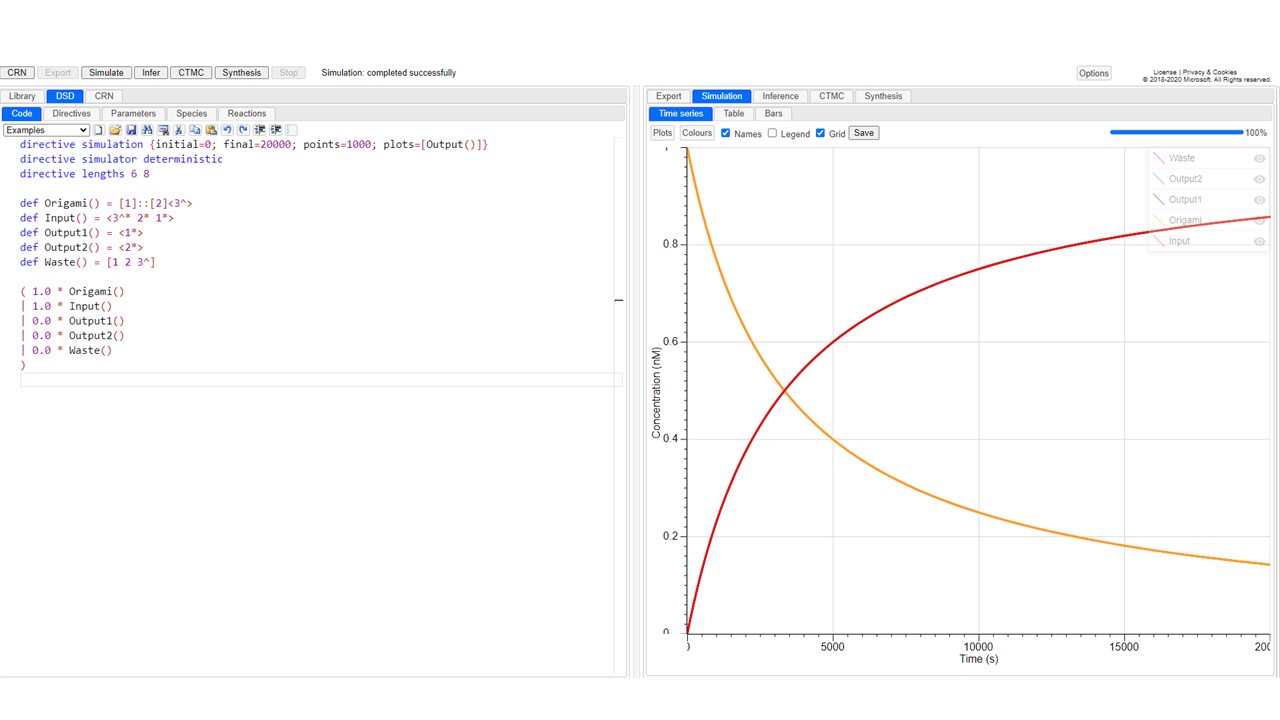 CRN Export Simulate Infer CTMC Synthesis Stop Simulation: completed successfully
Options
License | Privacy & Cookies
© 2018-2020 Microsoft. All Rights reserved.
Library DSD CRN
Code Directives Parameters Species Reactions
Examples
directive simulation {initial=0; final=20000; points=1000; plots=[Output()]}
directive simulator deterministic
directive lengths 6 8
def Origami() = [1]::[2]<3^>
def Input() = <3^* 2* 1*>
def Output1() = <1*>
def Output2() = <2*>
def Waste() = [1 2 3^]
( 1.0 * Origami()
| 1.0 * Input()
| 0.0 * Output1()
| 0.0 * Output2()
| 0.0 * Waste()
)
Export Simulation Inference CTMC Synthesis
Time series Table Bars
Plots Colours Names Legend Grid Save 100%
Waste
Output2
Output1
Origami
Input
0.8
0.6
0.4
0.2
0
Concentration (nM)
5000 10000 15000 200
Time (s)